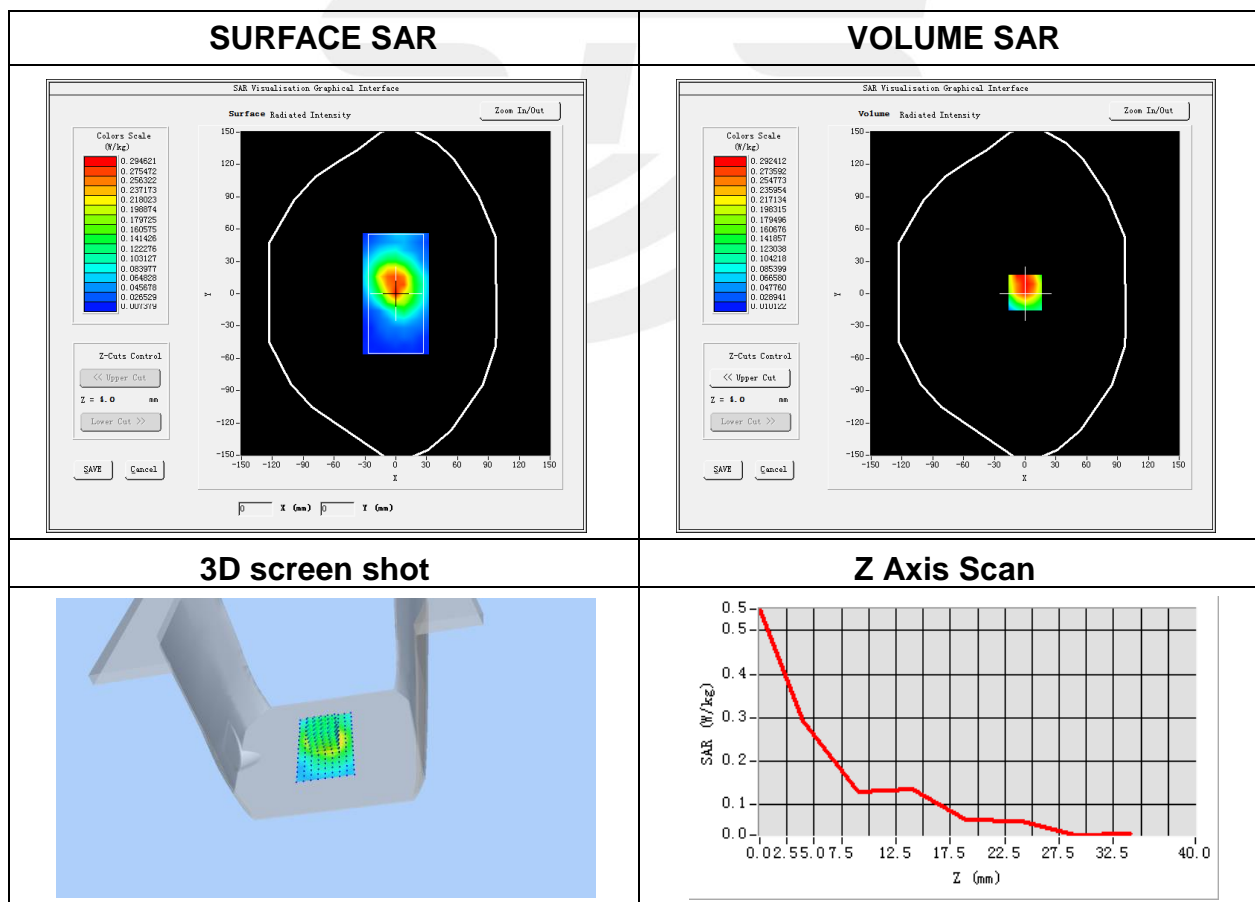 SURFACE SAR
SAR Visualisation Graphical Interface
Surface Radiated Intensity
Zoom In/Out
Colors Scale
(W/kg)
0.294621
0.275472
0.256322
0.237173
0.218023
0.198874
0.179725
0.160575
0.141426
0.122276
0.103127
0.083977
0.064828
0.045678
0.026529
0.007379
150
120
90
60
30
0
-30
-60
-90
-120
-150
Y
-150 -120 -90 -60 -30 0 30 60 90 120 150
X
Z-Cuts Control
<< Upper Cut
Z = 4.0 mm
Lower Cut >>
SAVE Cancel
0 X (mm) 0 Y (mm)
VOLUME SAR
SAR Visualisation Graphical Interface
Volume Radiated Intensity
Zoom In/Out
Colors Scale
(W/kg)
0.292412
0.273592
0.254773
0.235954
0.217134
0.198315
0.179496
0.160676
0.141857
0.123038
0.104218
0.085399
0.066580
0.047760
0.028941
0.010122
150
120
90
60
30
0
-30
-60
-90
-120
-150
Y
-150 -120 -90 -60 -30 0 30 60 90 120 150
X
Z-Cuts Control
<< Upper Cut
Z = 4.0 mm
Lower Cut >>
SAVE Cancel
3D screen shot
Z Axis Scan
0.5
0.5
0.4
0.3
0.2
0.1
0.0
SAR (W/kg)
0.0 2.5 5.0 7.5 12.5 17.5 22.5 27.5 32.5 40.0
Z (mm)